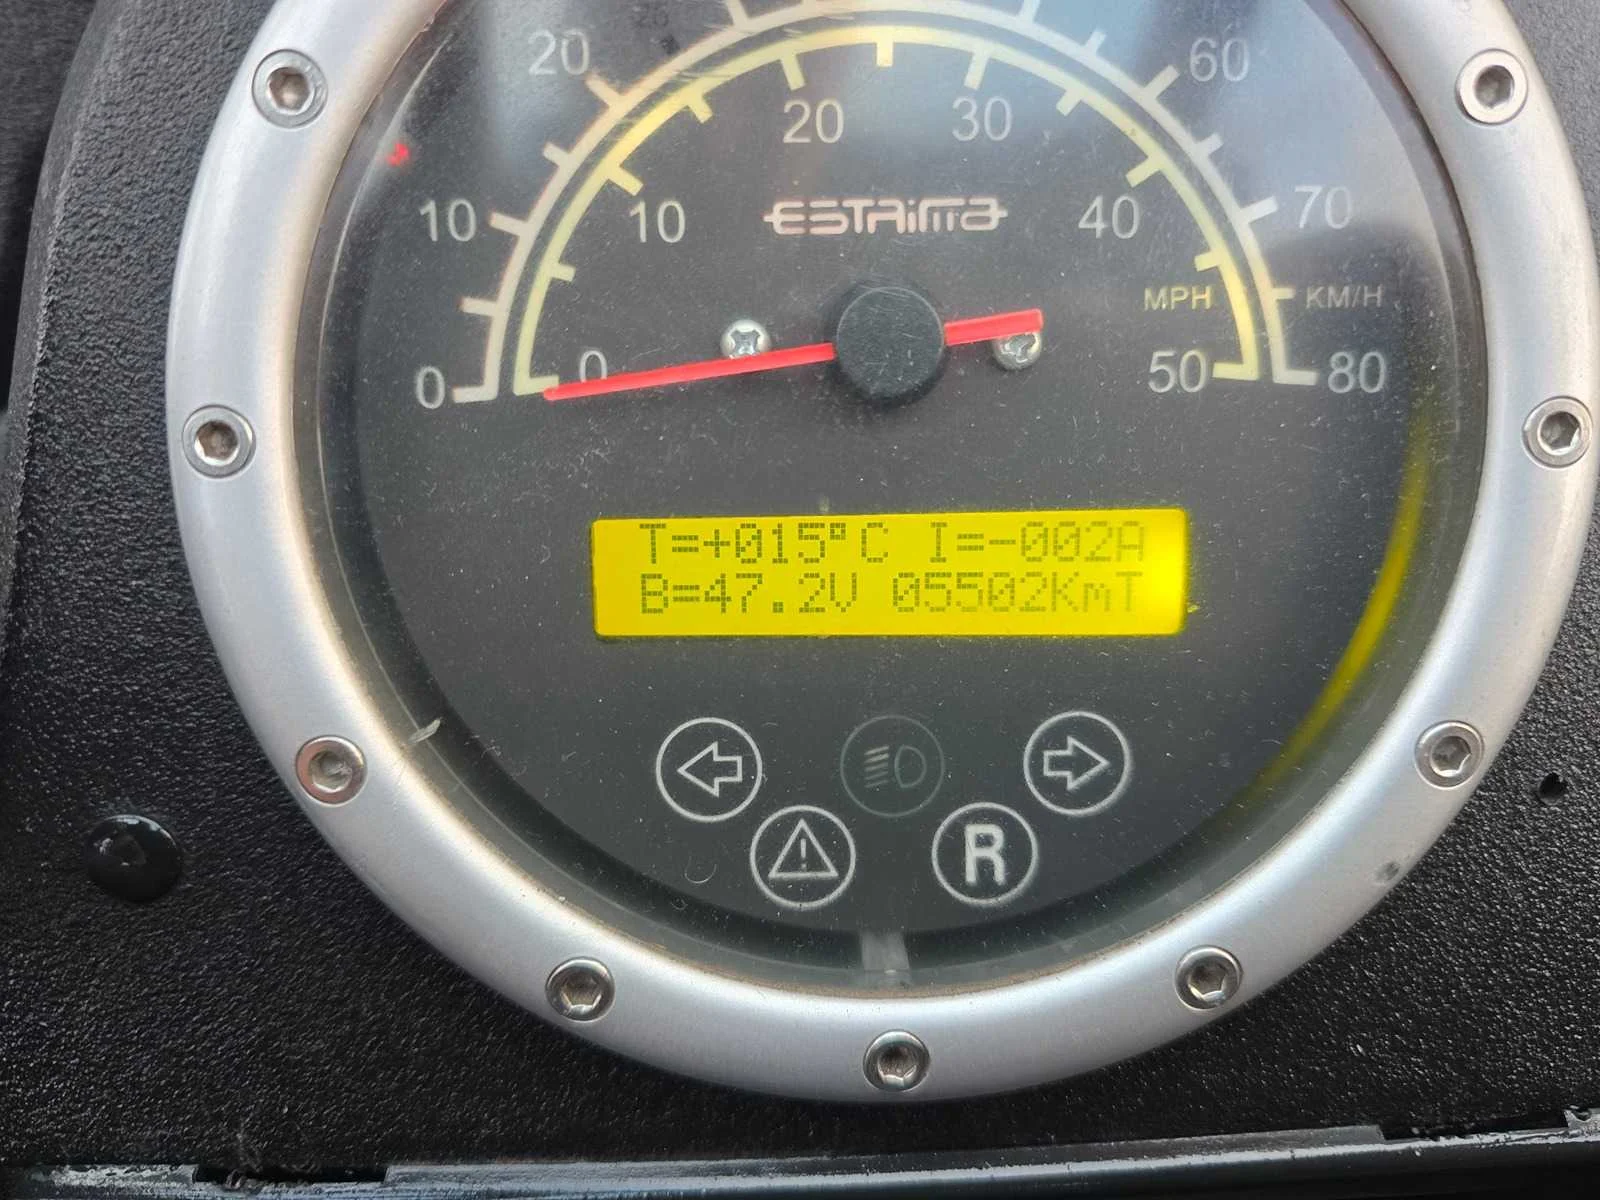 20 60
20 30
10 10 ESTRIMA 40 70
MPH KM/H
0 0 50 80
T=+015°C I=-002A
B=47.2V 05502KmT
R